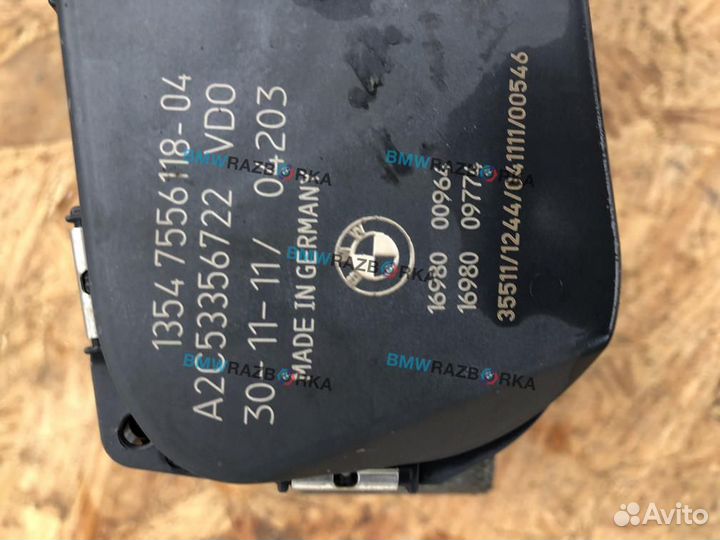 1354 7556118-04
A2C53356722 VDO
30-11-11/ 04203
MADE IN GERMANY
BMW
16980 00964
16980 09774
35511/1244/041111/00546
BMWRAZBORKA
BMWRAZBORKA
BMWRAZBORKA
BMWRAZBORKA
Avito